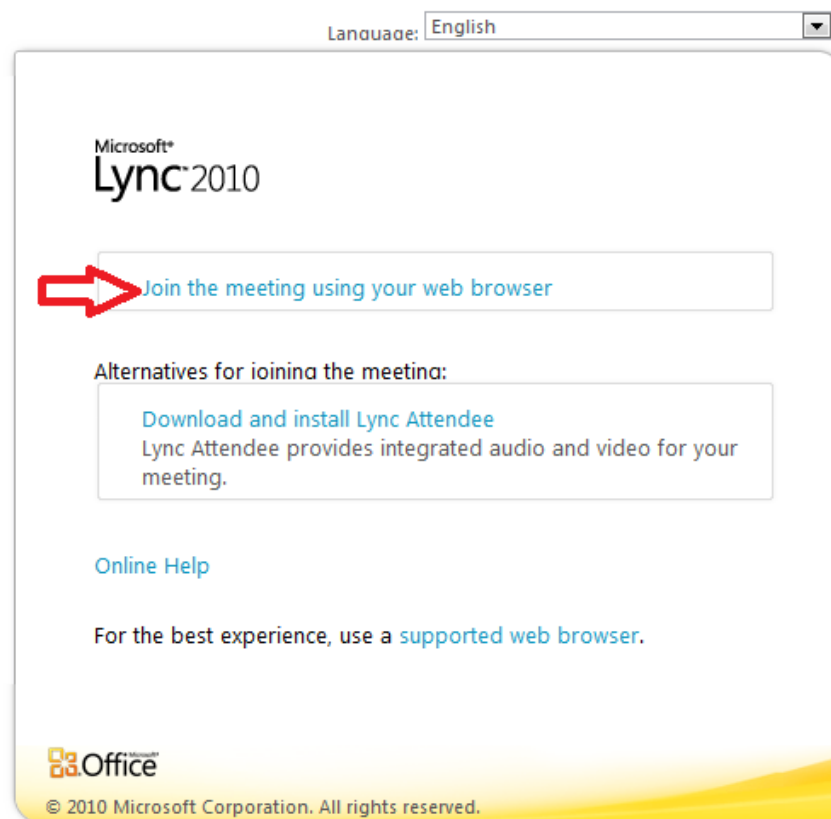 Language: English
Microsoft®
Lync™ 2010
Join the meeting using your web browser
Alternatives for joining the meeting:
Download and install Lync Attendee
Lync Attendee provides integrated audio and video for your
meeting.
Online Help
For the best experience, use a supported web browser.
Microsoft®
Office
© 2010 Microsoft Corporation. All rights reserved.